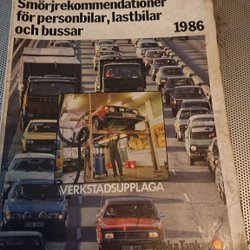 Smörjrekommendationer
för personbilar, lastbilar
och bussar
1986
VERKSTADSUPPLAGA